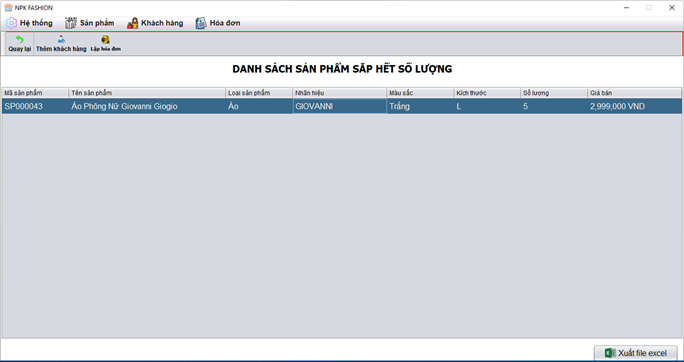 NPK FASHION
Hệ thống Sản phẩm Khách hàng Hóa đơn
Quay lại Thêm khách hàng Lập hóa đơn
DANH SÁCH SẢN PHẨM SẮP HẾT SỐ LƯỢNG
Mã sản phẩm Tên sản phẩm Loại sản phẩm Nhãn hiệu Màu sắc Kích thước Số lượng Giá bán
SP000043 Áo Phông Nữ Giovanni Giogio Áo GIOVANNI Trắng L 5 2,999,000 VND
Xuất file excel